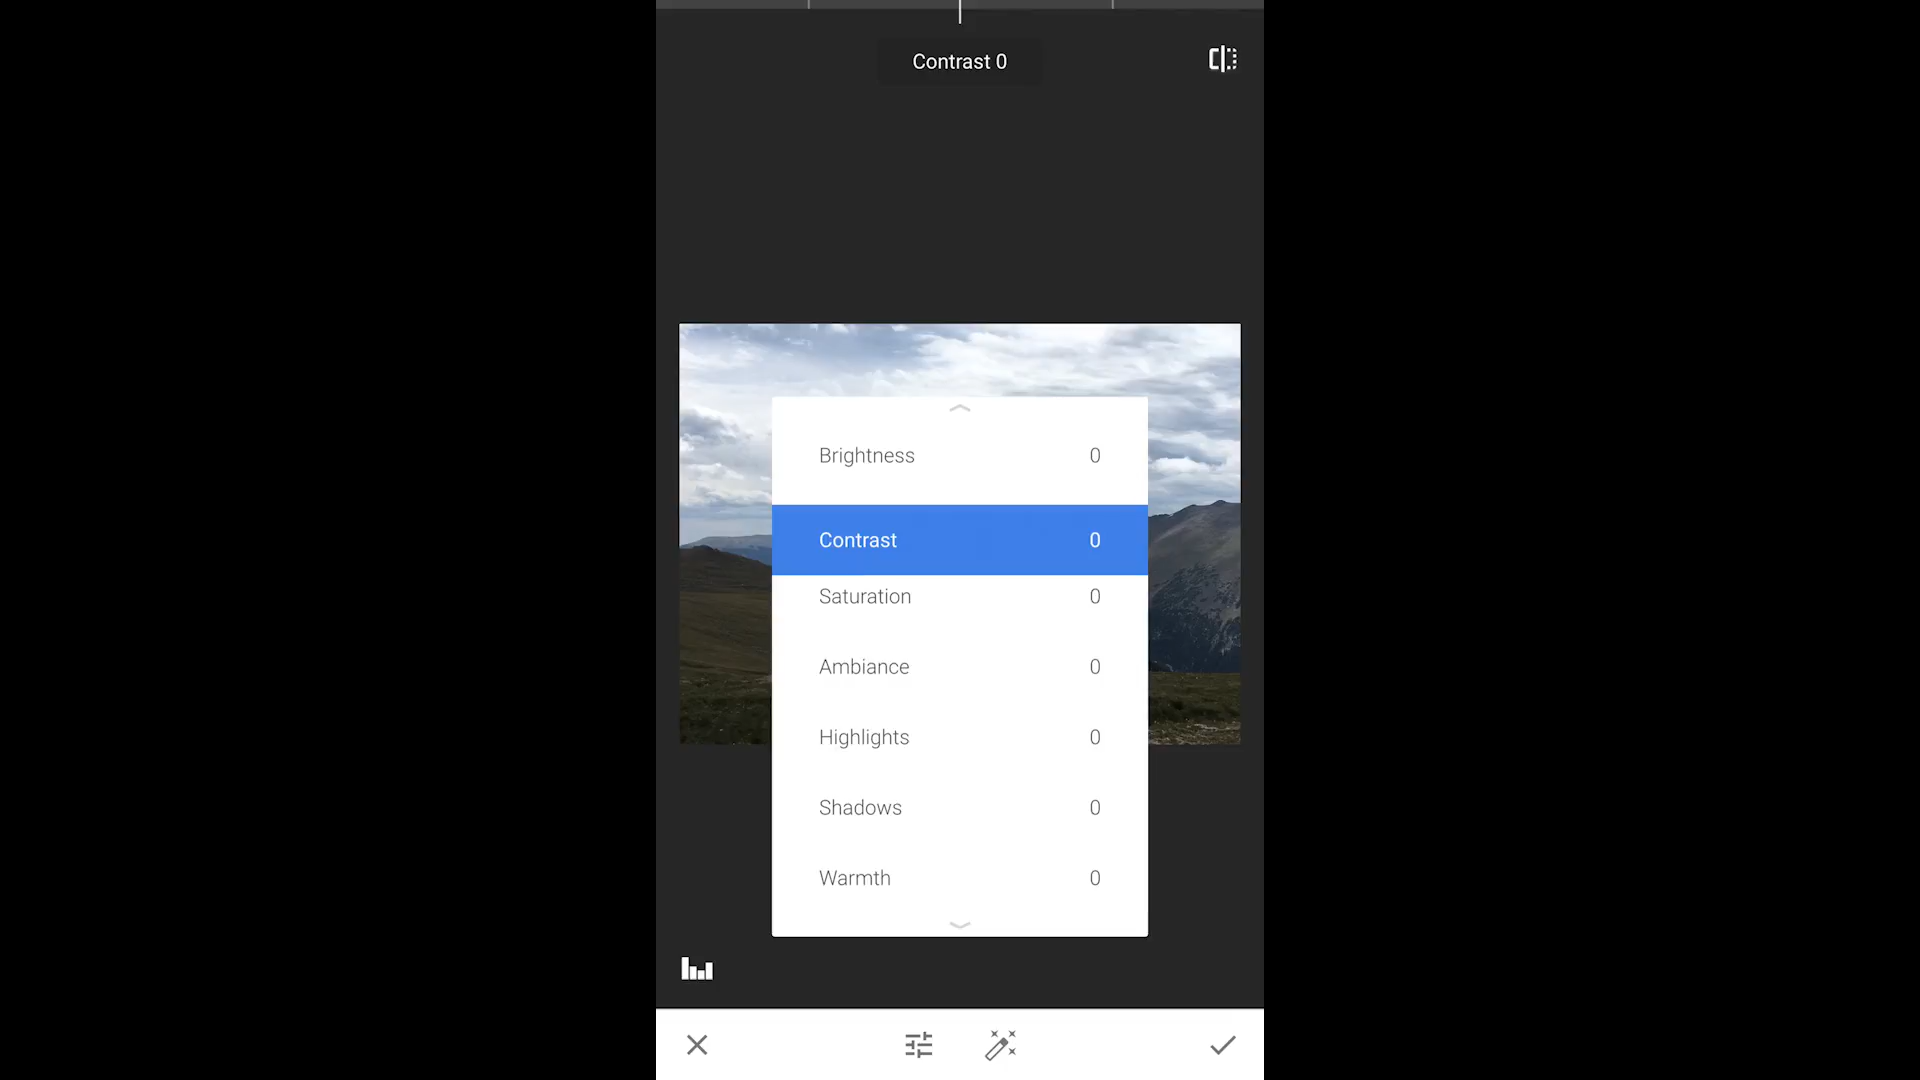 Contrast 0
Brightness 0
Contrast 0
Saturation 0
Ambiance 0
Highlights 0
Shadows 0
Warmth 0